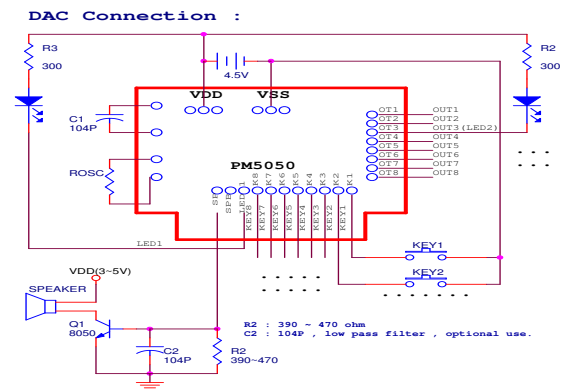 DAC Connection :
R3
300
4.5V
R2
300
VDD
VSS
C1
104P
OT1 OUT1
OT2 OUT2
OT3 OUT3(LED2)
OT4 OUT4
OT5 OUT5
OT6 OUT6
OT7 OUT7
OT8 OUT8
PM5050
ROSC
SP
SPB
LED 1
K8
K7
K6
K5
K4
K3
K2
K1
KEY8
KEY7
KEY6
KEY5
KEY4
KEY3
KEY2
KEY1
LED1
KEY1
KEY2
VDD(3~5V)
SPEAKER
Q1
8050
C2
104P
R2
390~470
R2 : 390 ~ 470 ohm
C2 : 104P , low pass filter , optional use.